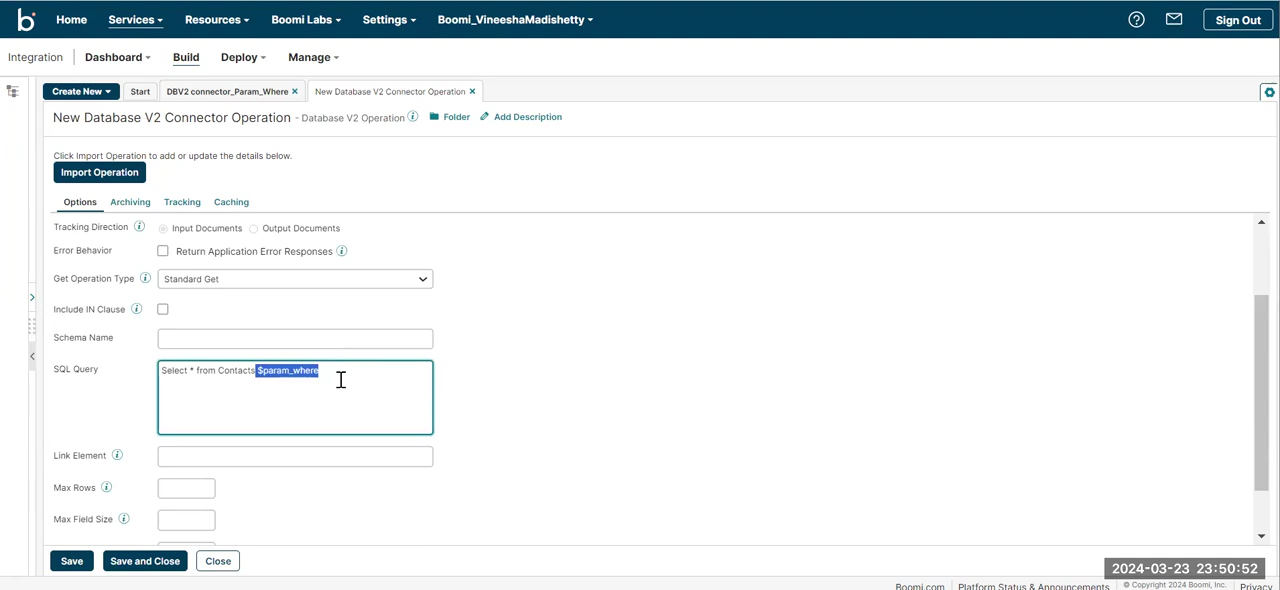 b Home Services Resources Boomi Labs Settings Boomi_VineeshaMadishetty ? Sign Out
Integration Dashboard Build Deploy Manage
Create New Start DBV2 connector_Param_Where × New Database V2 Connector Operation ×
New Database V2 Connector Operation - Database V2 Operation i Folder Add Description
Click Import Operation to add or update the details below.
Import Operation
Options Archiving Tracking Caching
Tracking Direction i Input Documents Output Documents
Error Behavior Return Application Error Responses i
Get Operation Type i Standard Get
Include IN Clause i
Schema Name
SQL Query Select * from Contacts $param_where
Link Element i
Max Rows i
Max Field Size i
Save Save and Close Close
2024-03-23 23:50:52
Boomi.com Platform Status & Announcements © Copyright 2024 Boomi, Inc. Privacy